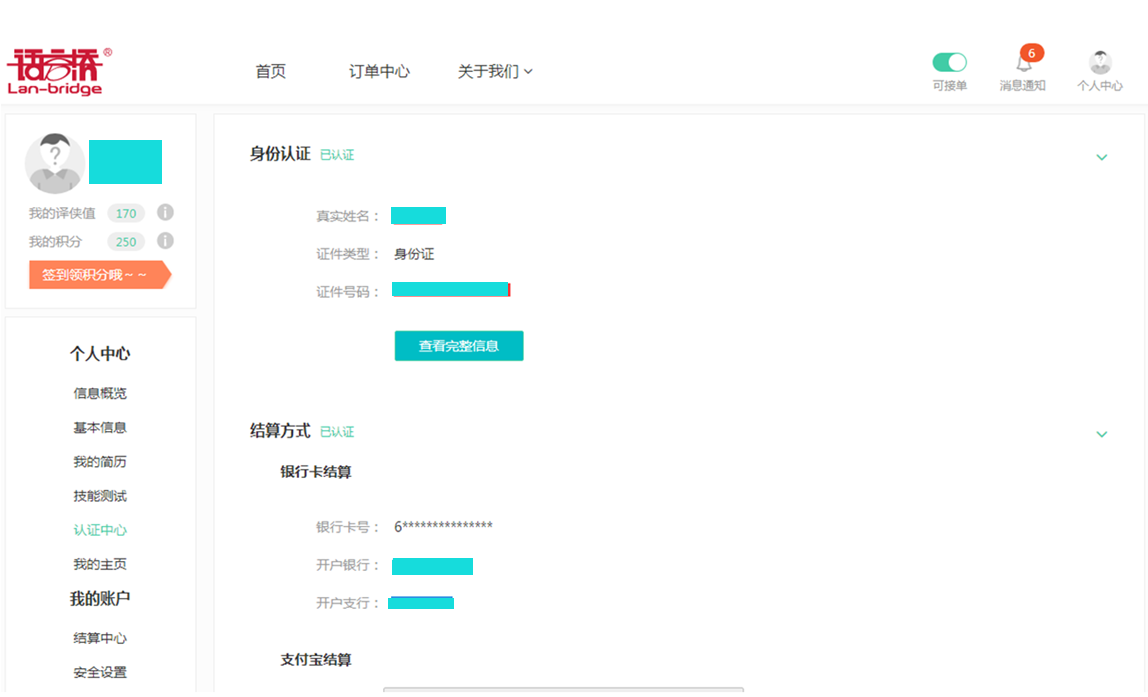 语言桥®
Lan-bridge
首页
订单中心
关于我们
可接单
6
消息通知
个人中心
?
我的译侠值 170 i
我的积分 250 i
签到领积分哦~~
个人中心
信息概览
基本信息
我的简历
技能测试
认证中心
我的主页
我的账户
结算中心
安全设置
身份认证 已认证
真实姓名：
证件类型： 身份证
证件号码：
查看完整信息
结算方式 已认证
银行卡结算
银行卡号： 6***************
开户银行：
开户支行：
支付宝结算